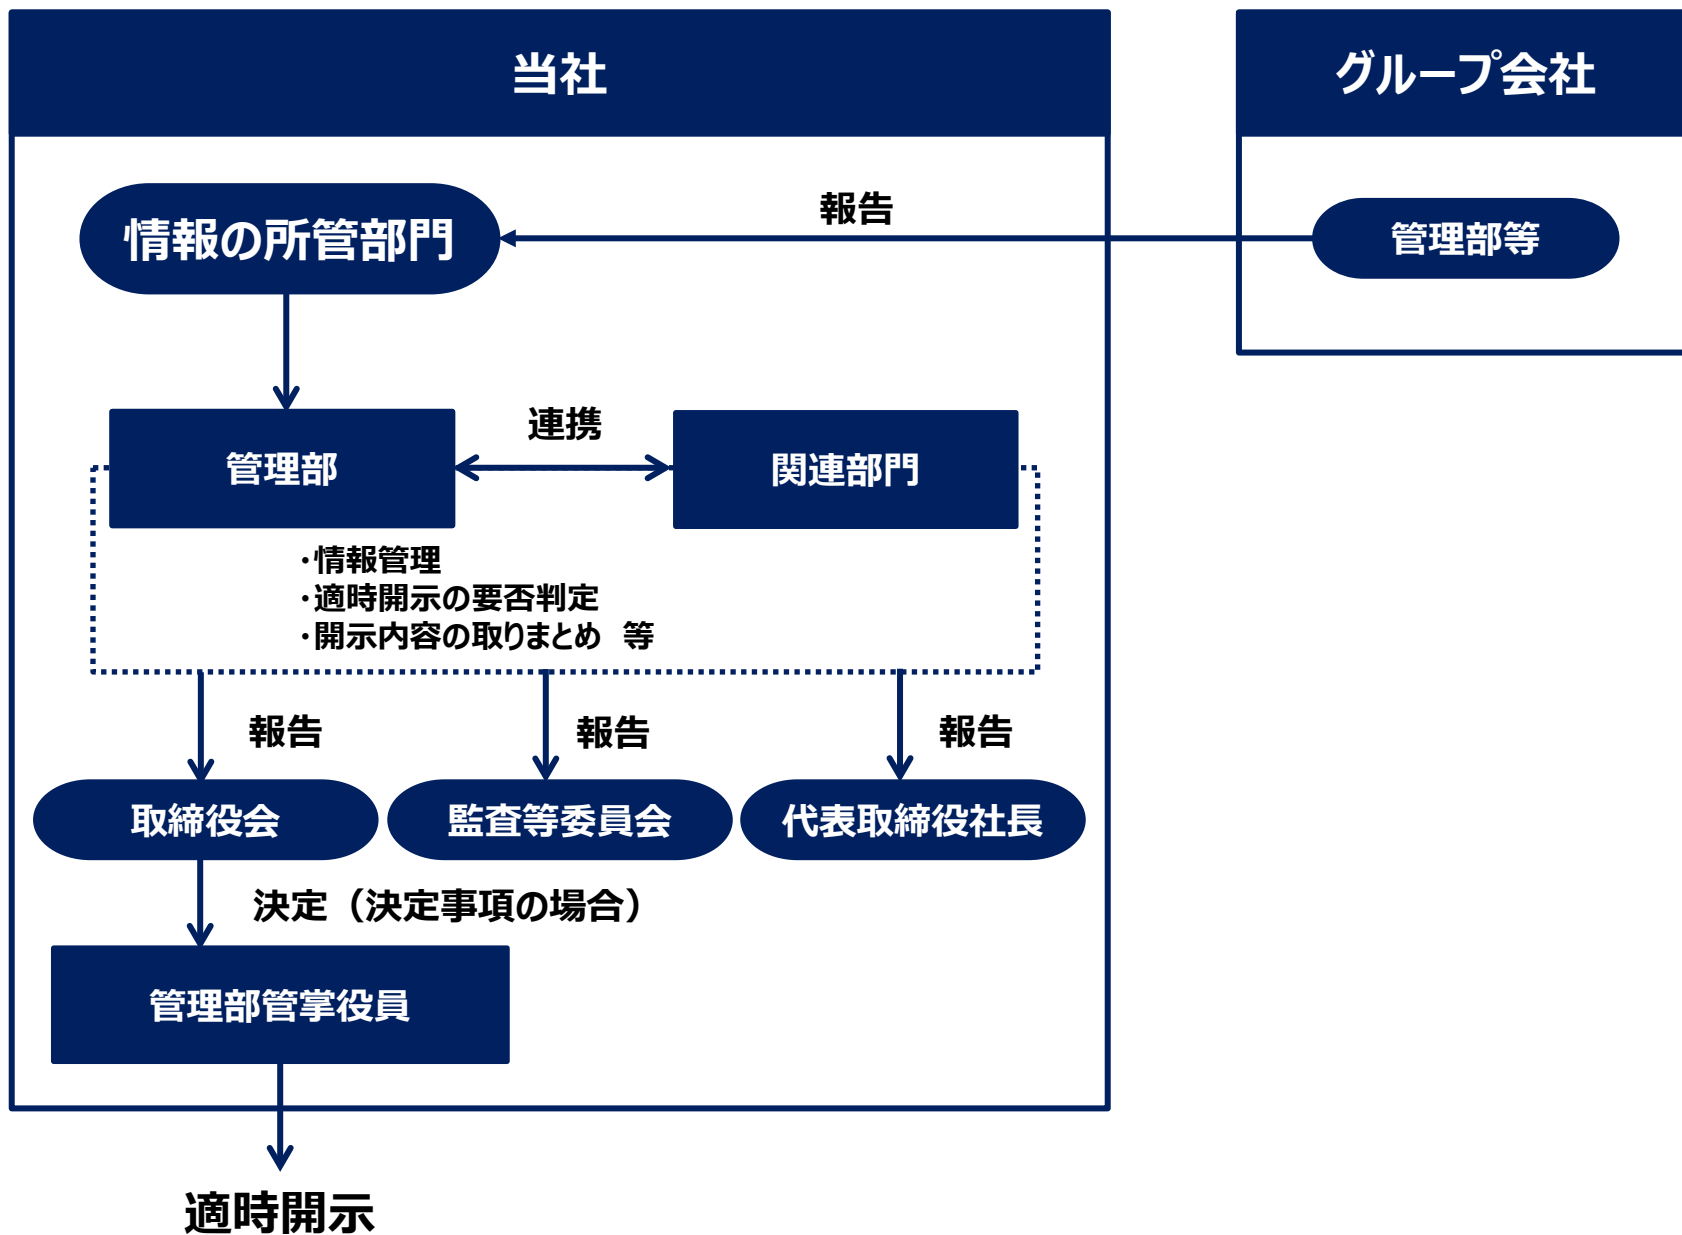 当社
グループ会社
報告
情報の所管部門
管理部等
連携
管理部
関連部門
・情報管理
・適時開示の要否判定
・開示内容の取りまとめ　等
報告
報告
報告
取締役会
監査等委員会
代表取締役社長
決定（決定事項の場合）
管理部管掌役員
適時開示